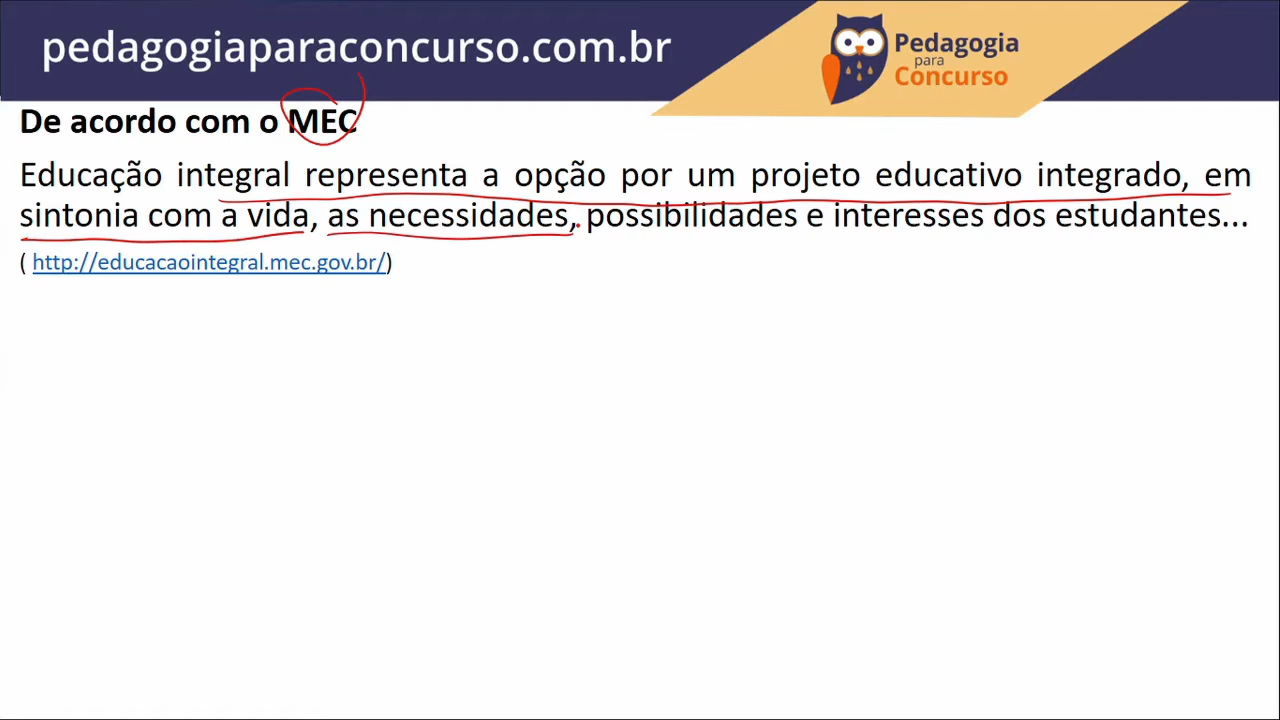 pedagogiaparaconcurso.com.br
Pedagogia
para
Concurso
De acordo com o MEC
Educação integral representa a opção por um projeto educativo integrado, em
sintonia com a vida, as necessidades, possibilidades e interesses dos estudantes...
( http://educacaointegral.mec.gov.br/)